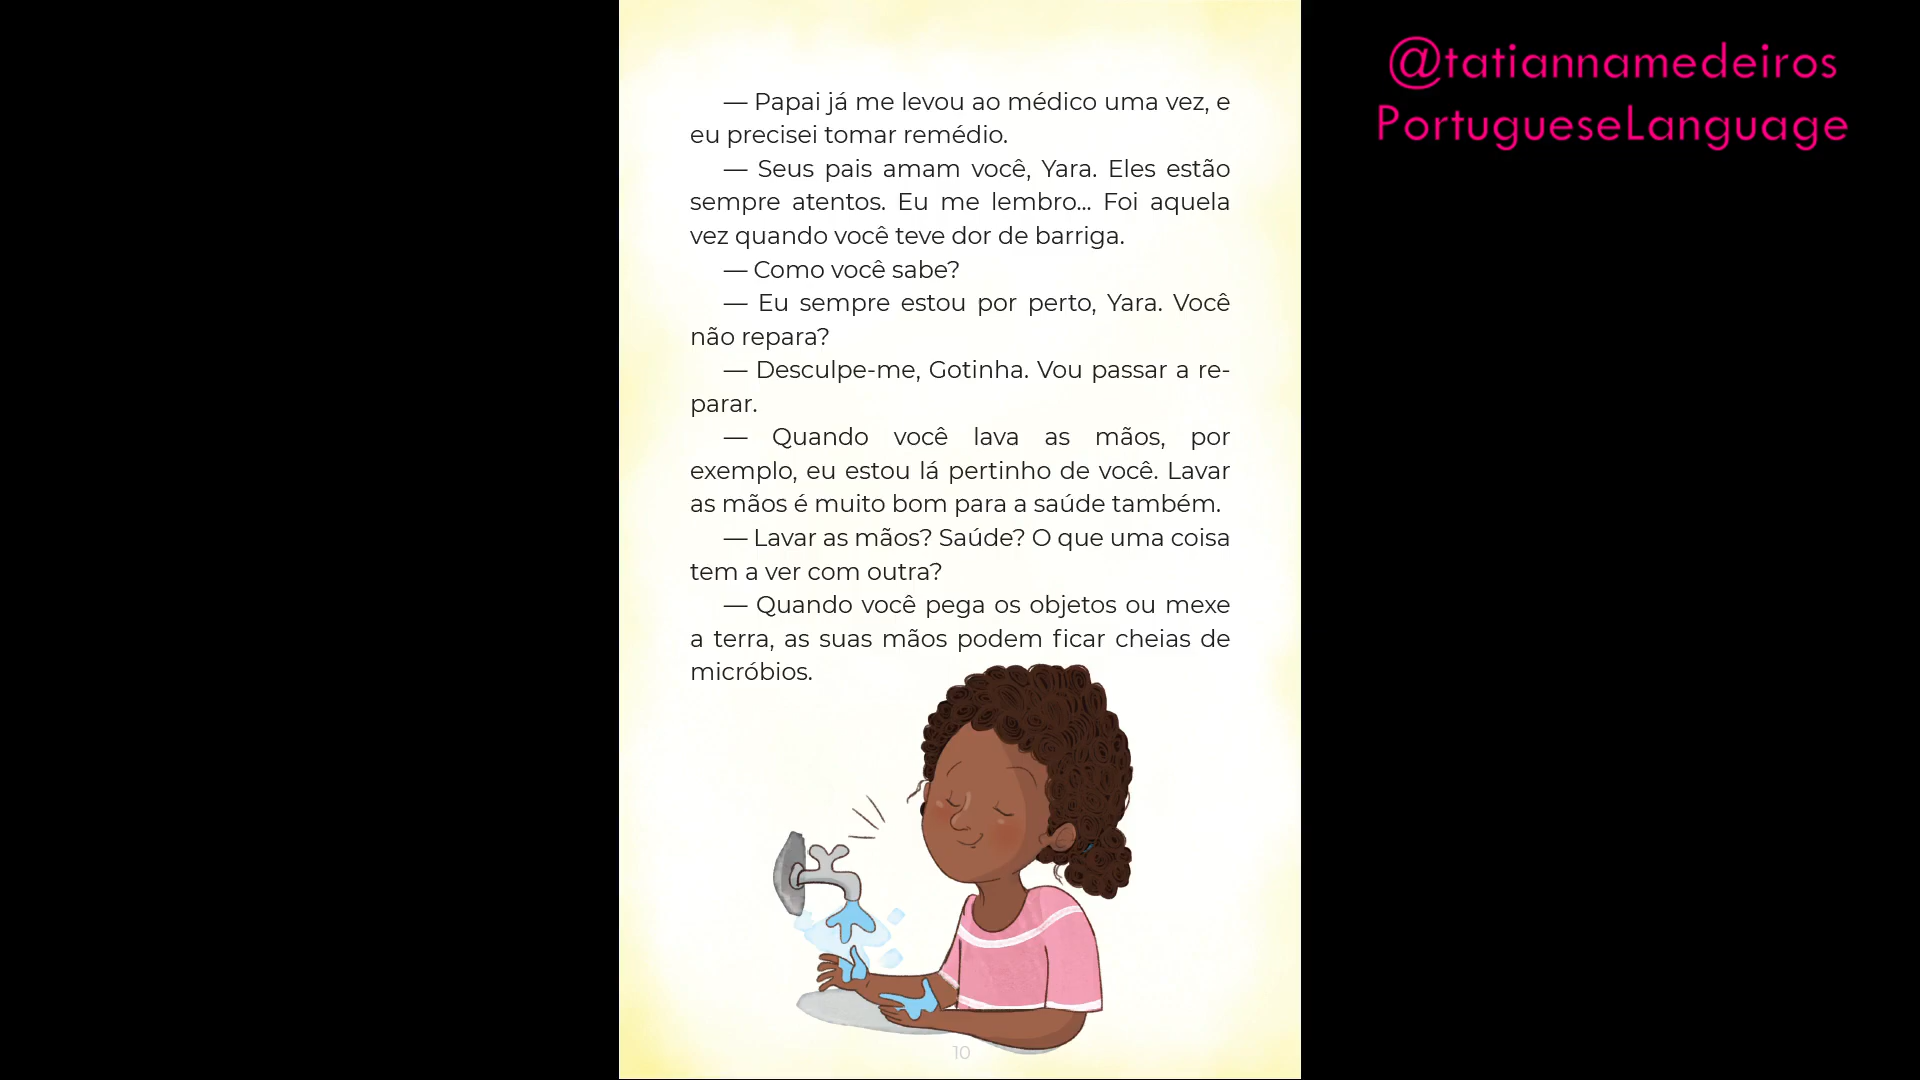 — Papai já me levou ao médico uma vez, e
eu precisei tomar remédio.
— Seus pais amam você, Yara. Eles estão
sempre atentos. Eu me lembro... Foi aquela
vez quando você teve dor de barriga.
— Como você sabe?
— Eu sempre estou por perto, Yara. Você
não repara?
— Desculpe-me, Gotinha. Vou passar a re-
parar.
— Quando você lava as mãos, por
exemplo, eu estou lá pertinho de você. Lavar
as mãos é muito bom para a saúde também.
— Lavar as mãos? Saúde? O que uma coisa
tem a ver com outra?
— Quando você pega os objetos ou mexe
a terra, as suas mãos podem ficar cheias de
micróbios.
10
@tatiannamedeiros
PortugueseLanguage